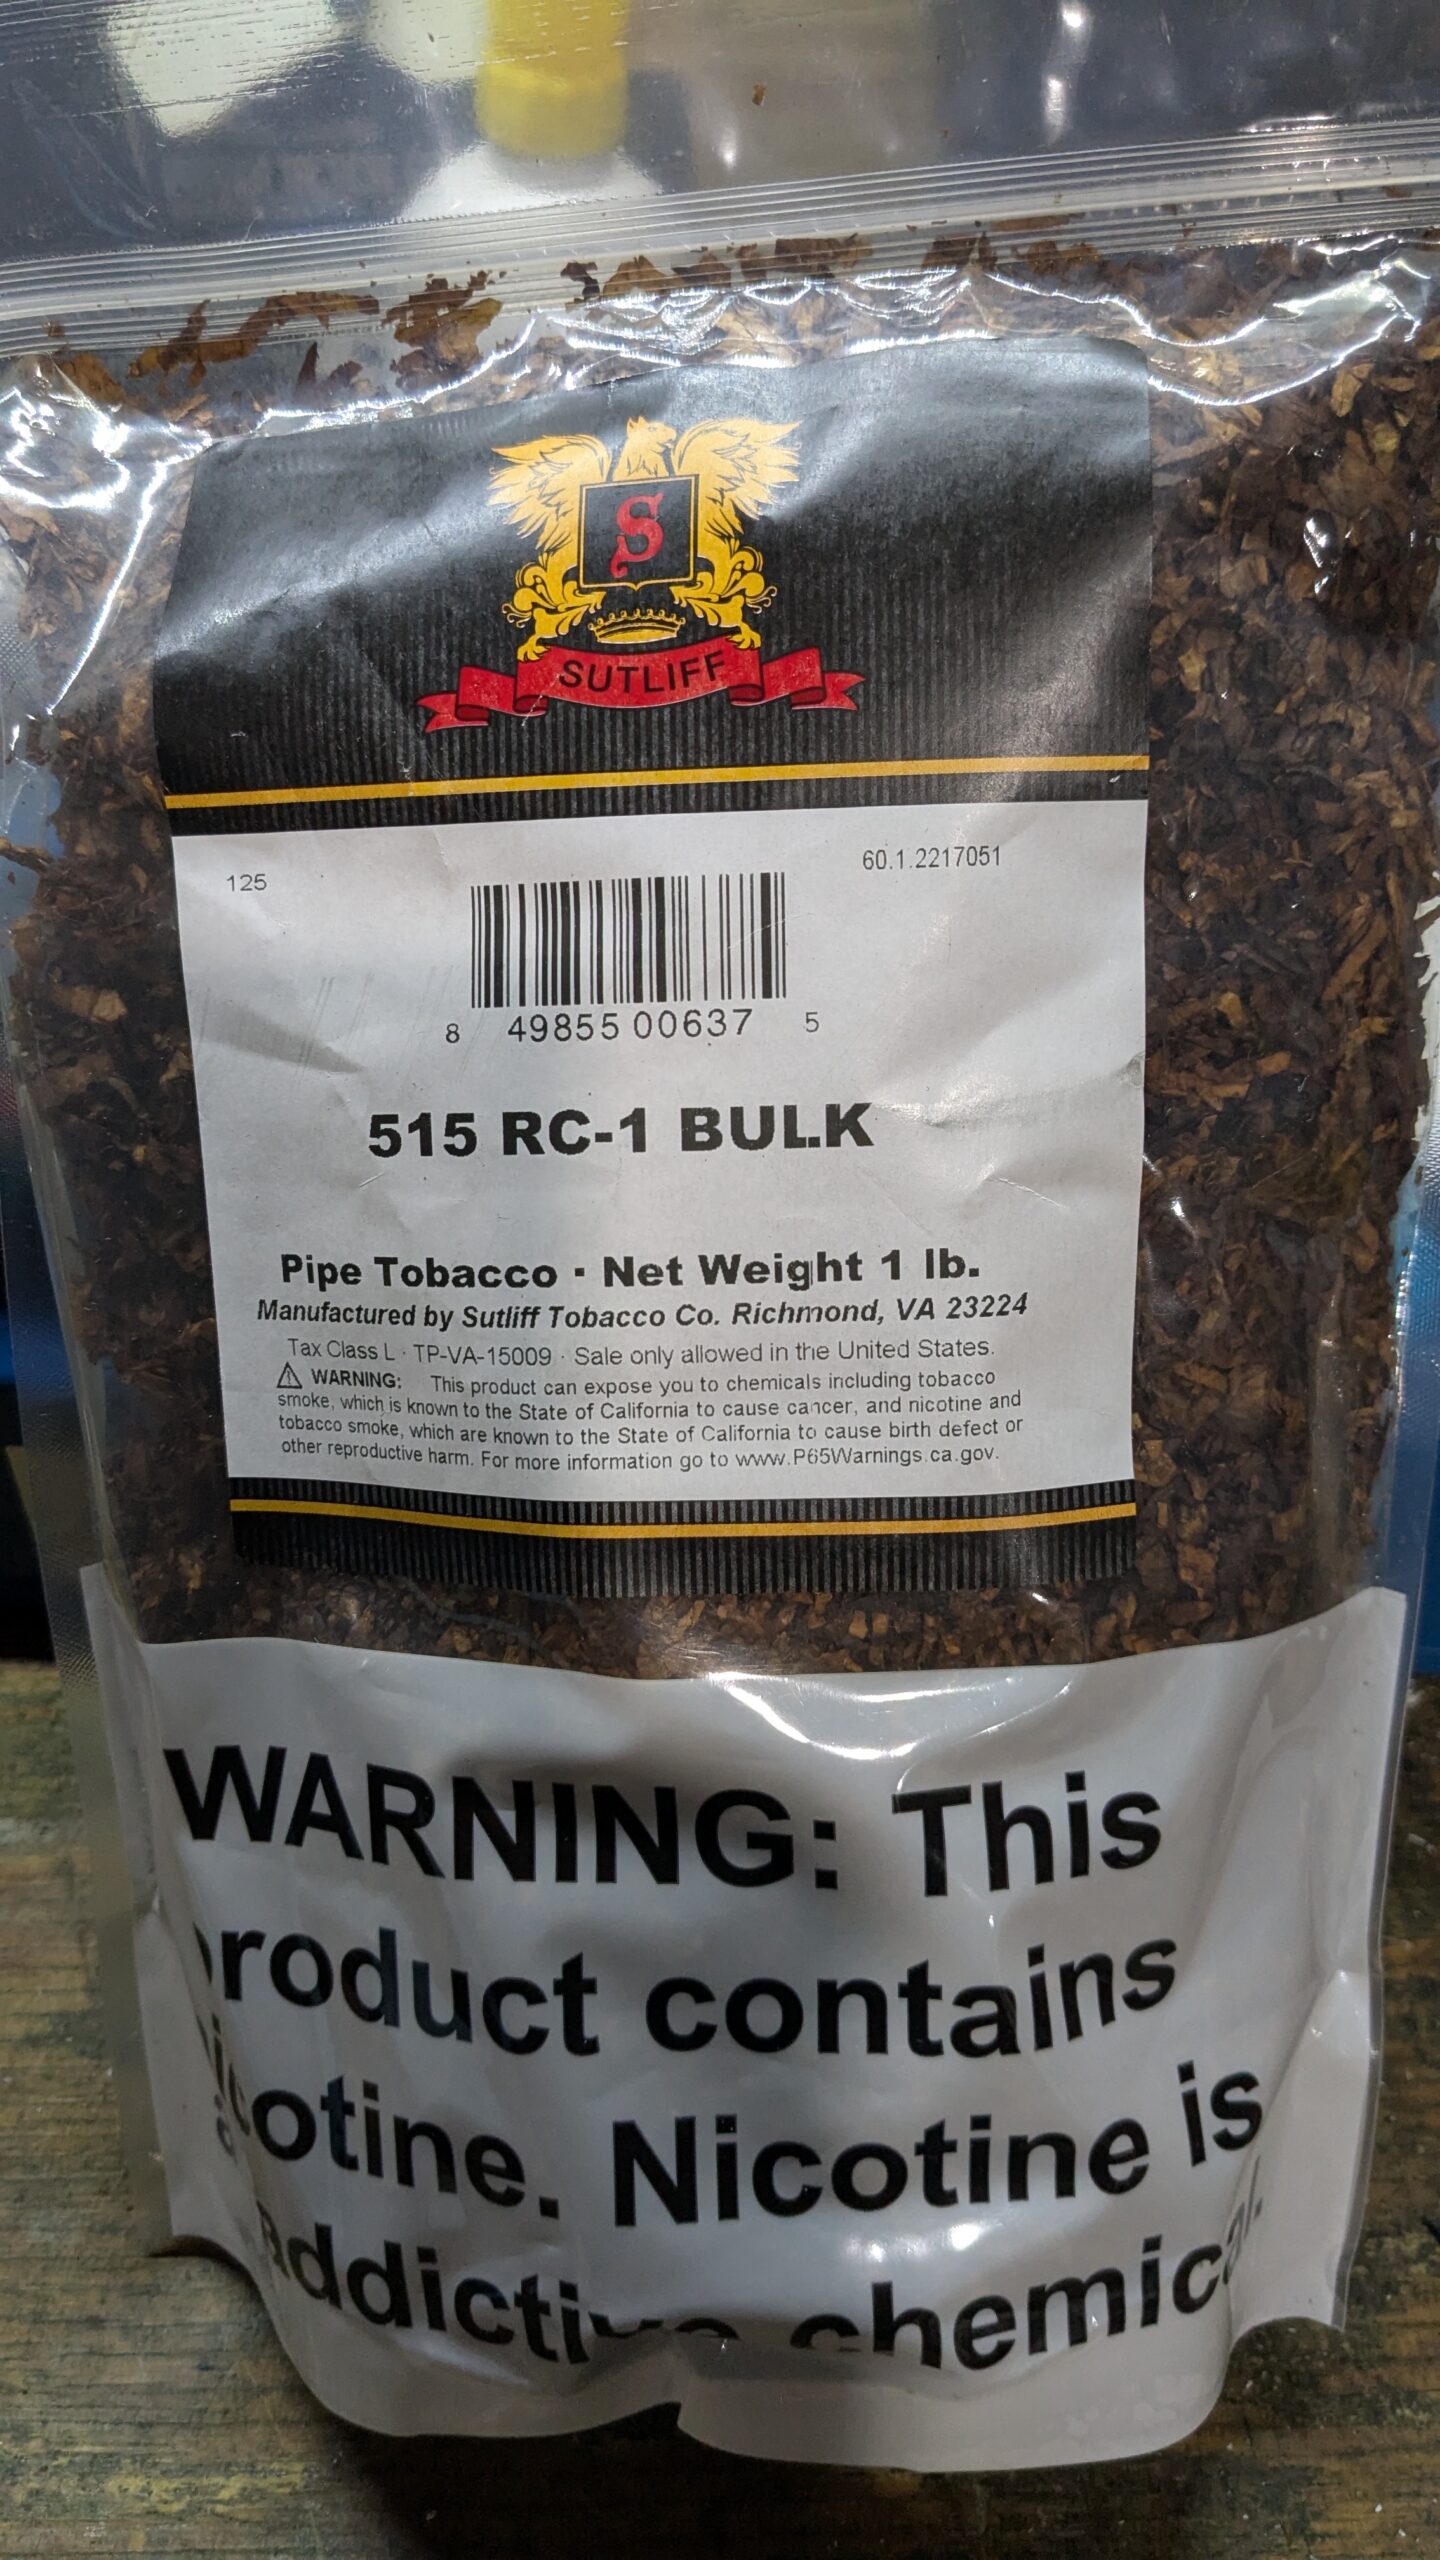 S
SUTLIFF
125
60.1.2217051
8 49855 00637 5
515 RC-1 BULK
Pipe Tobacco · Net Weight 1 lb.
Manufactured by Sutliff Tobacco Co. Richmond, VA 23224
Tax Class L · TP-VA-15009 · Sale only allowed in the United States.
⚠ WARNING: This product can expose you to chemicals including tobacco
smoke, which is known to the State of California to cause cancer, and nicotine and
tobacco smoke, which are known to the State of California to cause birth defect or
other reproductive harm. For more information go to www.P65Warnings.ca.gov.
WARNING: This
product contains
nicotine. Nicotine is
Addictive chemical.